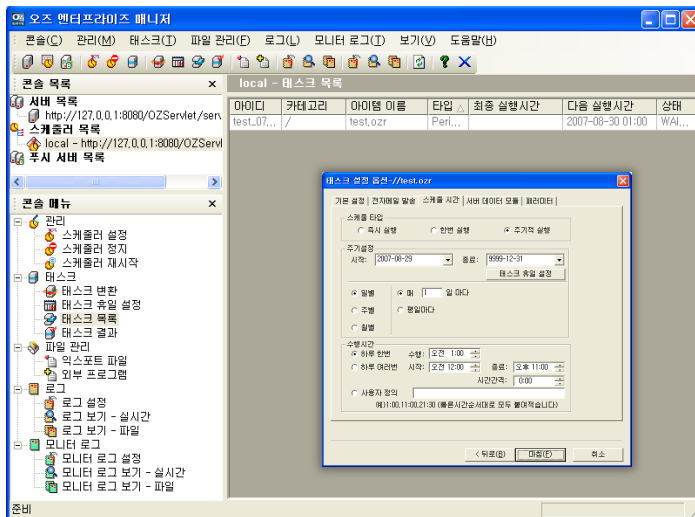 오즈 엔터프라이즈 매니저
콘솔(C) 관리(M) 태스크(T) 파일 관리(F) 로그(L) 모니터 로그(T) 보기(V) 도움말(H)
콘솔 목록
서버 목록
http://127.0.0.1:8080/OZServlet/serv
스케줄러 목록
local - http://127.0.0.1:8080/OZServl
푸시 서버 목록
콘솔 메뉴
관리
스케줄러 설정
스케줄러 정지
스케줄러 재시작
태스크
태스크 변환
태스크 휴일 설정
태스크 목록
태스크 결과
파일 관리
익스포트 파일
외부 프로그램
로그
로그 설정
로그 보기 - 실시간
로그 보기 - 파일
모니터 로그
모니터 로그 설정
모니터 로그 보기 - 실시간
모니터 로그 보기 - 파일
준비
local - 태스크 목록
아이디 카테고리 아이템 이름 타입 최종 실행시간 다음 실행시간 상태
test_07... / test.ozr Peri... 2007-08-30 01:00 WAI...
태스크 설정 옵션-//test.ozr
기본 설정 전자메일 발송 스케줄 시간 서버 데이터 모듈 패러미터
스케줄 타입
즉시 실행 한번 실행 주기적 실행
주기설정
시작: 2007-08-29 종료: 9999-12-31
태스크 휴일 설정
일별 매 1 일 마다
주별 평일마다
월별
수행시간
하루 한번 수행: 오전 1:00
하루 여러번 시작: 오전 12:00 종료: 오후 11:00
시간간격: 0:00
사용자 정의
예)1:00,11:00,21:30 (빠른시간순서대로 모두 붙여적습니다)
< 뒤로(B) 마침(F) 취소